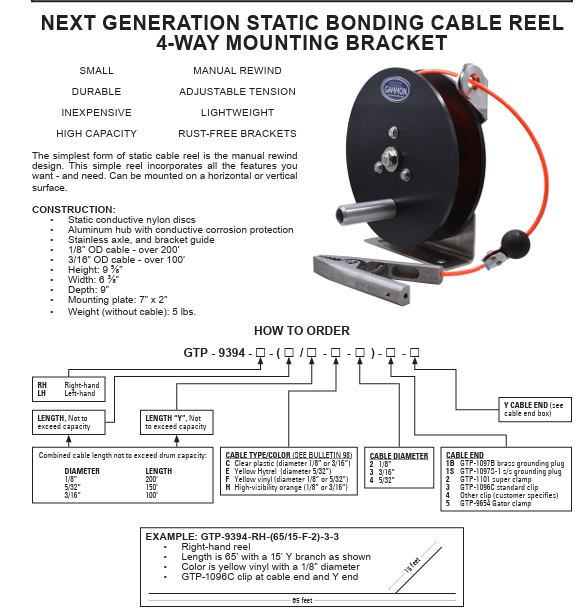 NEXT GENERATION STATIC BONDING CABLE REEL
4-WAY MOUNTING BRACKET
SMALL MANUAL REWIND
DURABLE ADJUSTABLE TENSION
INEXPENSIVE LIGHTWEIGHT
HIGH CAPACITY RUST-FREE BRACKETS
The simplest form of static cable reel is the manual rewind
design. This simple reel incorporates all the features you
want - and need. Can be mounted on a horizontal or vertical
surface.
GAMMON
CONSTRUCTION:
• Static conductive nylon discs
• Aluminum hub with conductive corrosion protection
• Stainless axle, and bracket guide
• 1/8" OD cable - over 200'
• 3/16" OD cable - over 100'
• Height: 9 ⅝"
• Width: 6 ⅜"
• Depth: 9"
• Mounting plate: 7" x 2"
• Weight (without cable): 5 lbs.
HOW TO ORDER
GTP - 9394 - □ - ( □ / □ - □ - □ ) - □ - □
RH Right-hand
LH Left-hand
LENGTH, Not to
exceed capacity
LENGTH "Y", Not
to exceed capacity
Y CABLE END (see
cable end box)
Combined cable length not to exceed drum capacity:
DIAMETER LENGTH
1/8" 200'
5/32" 150'
3/16" 100'
CABLE TYPE/COLOR (SEE BULLETIN 98)
C Clear plastic (diameter 1/8" or 3/16")
E Yellow Hytrel (diameter 5/32")
F Yellow vinyl (diameter 1/8" or 5/32")
H High-visibility orange (1/8" or 3/16")
CABLE DIAMETER
2 1/8"
3 3/16"
4 5/32"
CABLE END
1B GTP-1097B brass grounding plug
1S GTP-1097S-1 s/s grounding plug
2 GTP-1101 super clamp
3 GTP-1096C standard clip
4 Other clip (customer specifies)
5 GTP-9654 Gator clamp
EXAMPLE: GTP-9394-RH-(65/15-F-2)-3-3
• Right-hand reel
• Length is 65' with a 15' Y branch as shown
• Color is yellow vinyl with a 1/8" diameter
• GTP-1096C clip at cable end and Y end
15 feet
65 feet